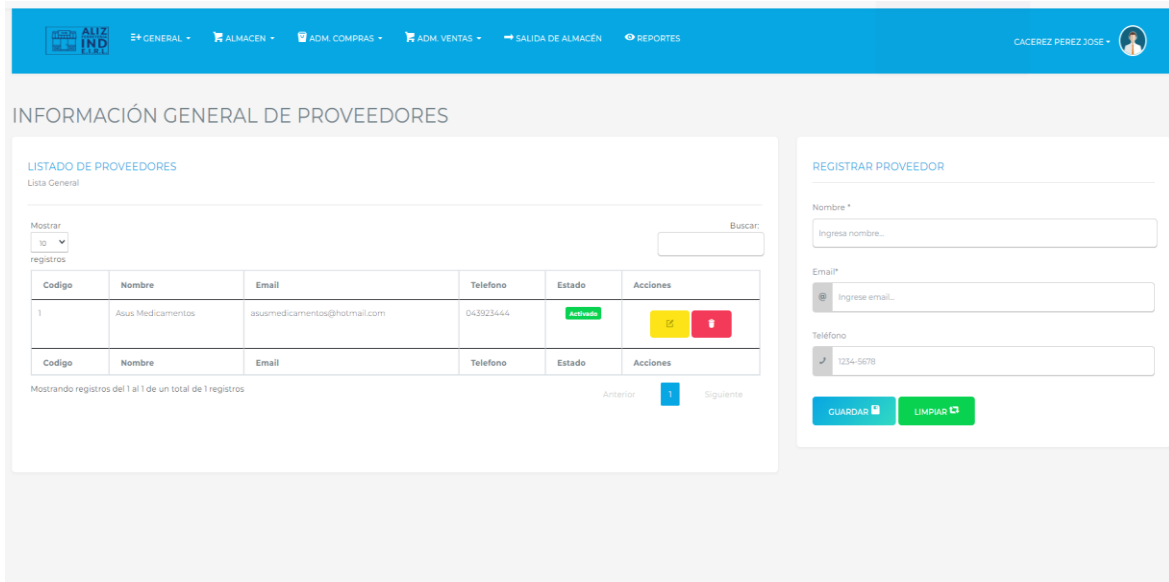 ALIZ
IND
E.I.R.L
GENERAL
ALMACEN
ADM. COMPRAS
ADM. VENTAS
SALIDA DE ALMACÉN
REPORTES
CACEREZ PEREZ JOSE
INFORMACIÓN GENERAL DE PROVEEDORES
LISTADO DE PROVEEDORES
Lista General
Mostrar
10
registros
Buscar:
Codigo Nombre Email Telefono Estado Acciones
1 Asus Medicamentos asusmedicamentos@hotmail.com 043923444 Activado
Codigo Nombre Email Telefono Estado Acciones
Mostrando registros del 1 al 1 de un total de 1 registros
Anterior 1 Siguiente
REGISTRAR PROVEEDOR
Nombre *
Ingresa nombre...
Email*
@ Ingrese email...
Teléfono
1234-5678
GUARDAR
LIMPIAR